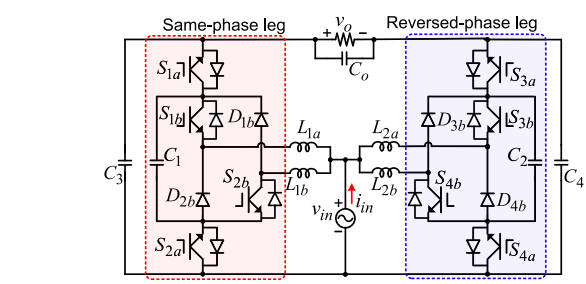 Same-phase leg
Reversed-phase leg
+ v_o −
C_o
S_1a
S_3a
S_1b
D_1b
L_1a
L_2a
D_3b
S_3b
C_3
C_1
C_2
C_4
S_2b
L_1b
L_2b
S_4b
D_2b
D_4b
v_in + −
i_in
S_2a
S_4a